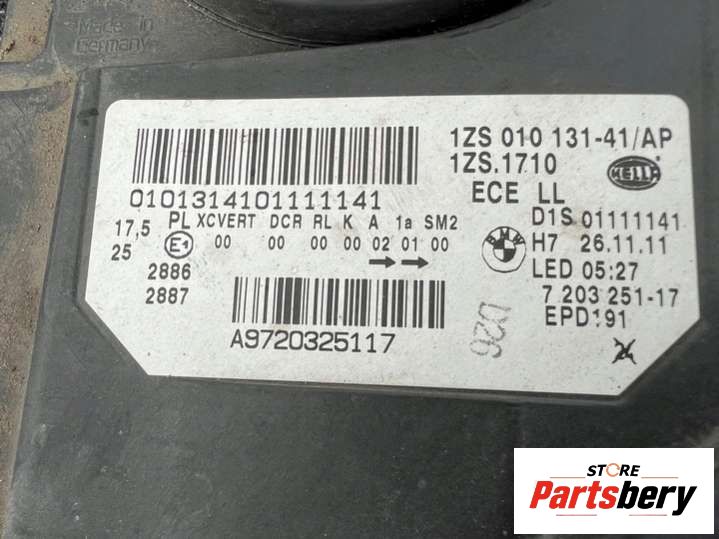 Made in
Germany
1ZS 010 131-41/AP
1ZS.1710
HELLA
0101314101111141
ECE LL
17,5 PL XCVERT DCR RL K A 1a SM2
25 E1 00 00 00 00 02 01 00
D1S 01111141
BMW H7 26.11.11
2886
LED 05:27
2887
7 203 251-17
EPD191
D26
A9720325117
STORE
Partsbery